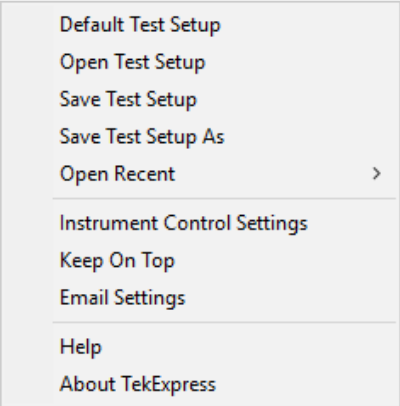 Default Test Setup
Open Test Setup
Save Test Setup
Save Test Setup As
Open Recent
Instrument Control Settings
Keep On Top
Email Settings
Help
About TekExpress